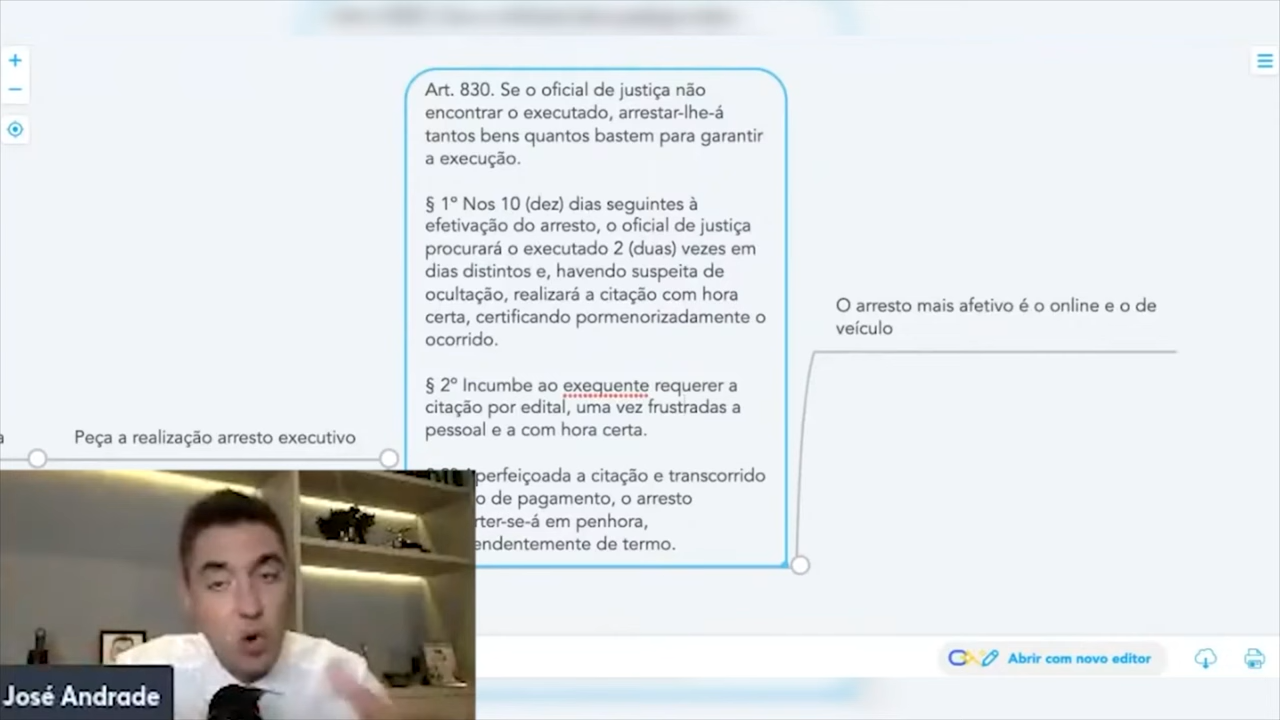 Art. 830. Se o oficial de justiça não
encontrar o executado, arrestar-lhe-á
tantos bens quantos bastem para garantir
a execução.
§ 1º Nos 10 (dez) dias seguintes à
efetivação do arresto, o oficial de justiça
procurará o executado 2 (duas) vezes em
dias distintos e, havendo suspeita de
ocultação, realizará a citação com hora
certa, certificando pormenorizadamente o
ocorrido.
§ 2º Incumbe ao exequente requerer a
citação por edital, uma vez frustradas a
pessoal e a com hora certa.
perfeiçoada a citação e transcorrido
o de pagamento, o arresto
rter-se-á em penhora,
endentemente de termo.
O arresto mais afetivo é o online e o de
veículo
a
Peça a realização arresto executivo
José Andrade
Abrir com novo editor